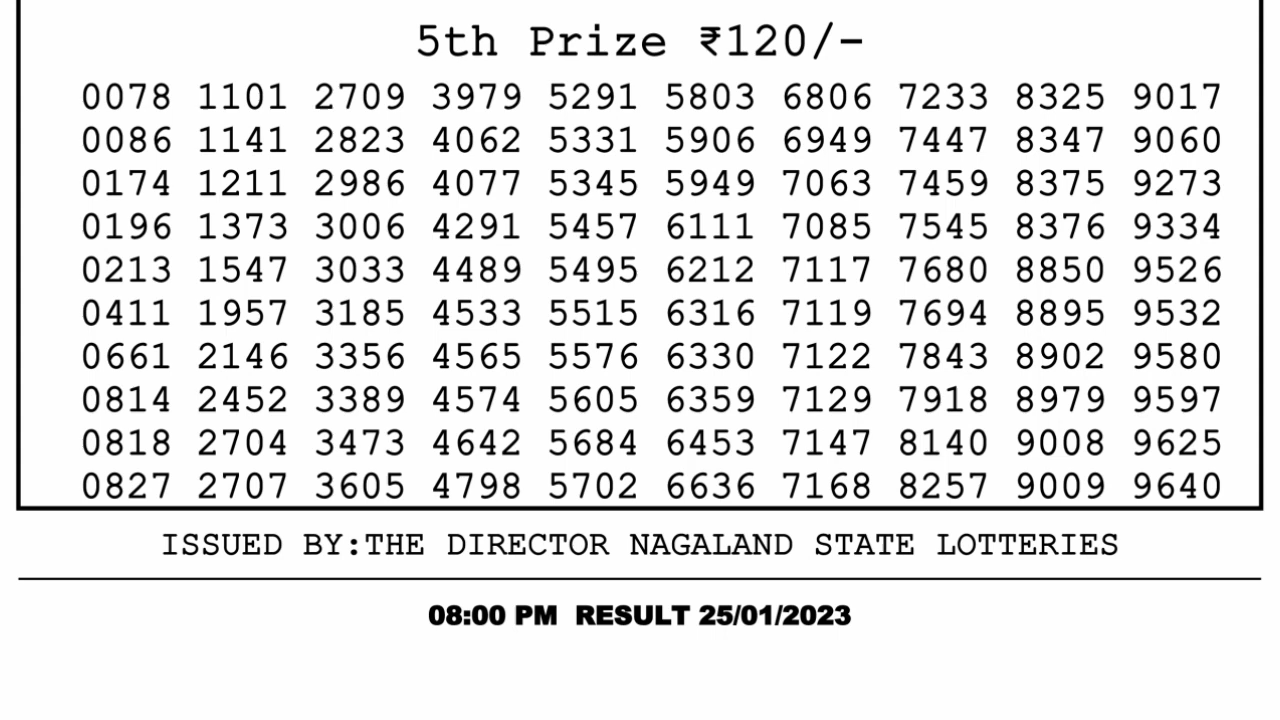 5th Prize ₹120/-
0078 1101 2709 3979 5291 5803 6806 7233 8325 9017
0086 1141 2823 4062 5331 5906 6949 7447 8347 9060
0174 1211 2986 4077 5345 5949 7063 7459 8375 9273
0196 1373 3006 4291 5457 6111 7085 7545 8376 9334
0213 1547 3033 4489 5495 6212 7117 7680 8850 9526
0411 1957 3185 4533 5515 6316 7119 7694 8895 9532
0661 2146 3356 4565 5576 6330 7122 7843 8902 9580
0814 2452 3389 4574 5605 6359 7129 7918 8979 9597
0818 2704 3473 4642 5684 6453 7147 8140 9008 9625
0827 2707 3605 4798 5702 6636 7168 8257 9009 9640
ISSUED BY:THE DIRECTOR NAGALAND STATE LOTTERIES
08:00 PM RESULT 25/01/2023